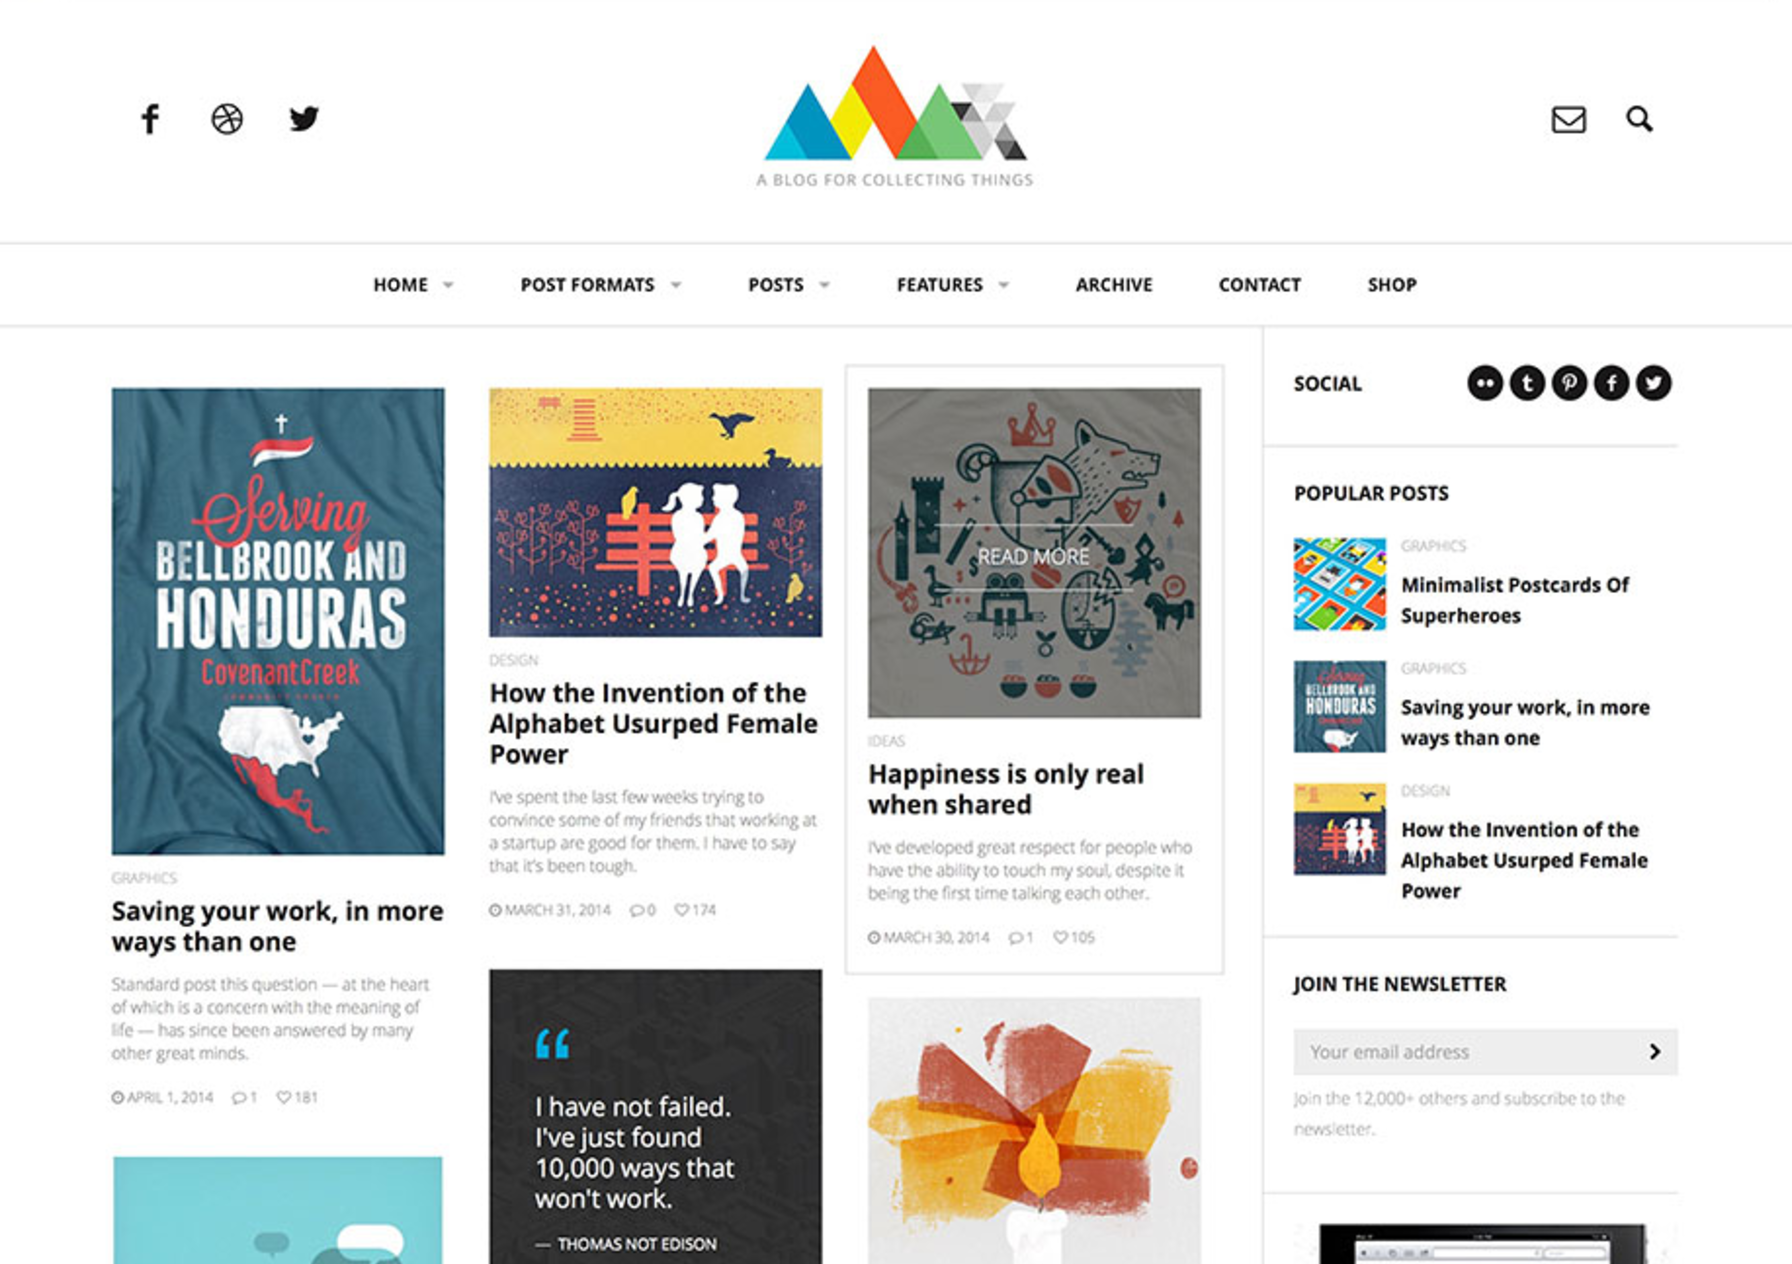 A BLOG FOR COLLECTING THINGS
HOME
POST FORMATS
POSTS
FEATURES
ARCHIVE
CONTACT
SHOP
Serving
BELLBROOK AND
HONDURAS
CovenantCreek
COMMUNITY CHURCH
GRAPHICS
Saving your work, in more
ways than one
Standard post this question — at the heart
of which is a concern with the meaning of
life — has since been answered by many
other great minds.
APRIL 1, 2014 1 181
DESIGN
How the Invention of the
Alphabet Usurped Female
Power
I've spent the last few weeks trying to
convince some of my friends that working at
a startup are good for them. I have to say
that it's been tough.
MARCH 31, 2014 0 174
“
I have not failed.
I've just found
10,000 ways that
won't work.
— THOMAS NOT EDISON
READ MORE
IDEAS
Happiness is only real
when shared
I've developed great respect for people who
have the ability to touch my soul, despite it
being the first time talking each other.
MARCH 30, 2014 1 105
SOCIAL
POPULAR POSTS
GRAPHICS
Minimalist Postcards Of
Superheroes
Serving
BELLBROOK AND
HONDURAS
GRAPHICS
Saving your work, in more
ways than one
DESIGN
How the Invention of the
Alphabet Usurped Female
Power
JOIN THE NEWSLETTER
Your email address
Join the 12,000+ others and subscribe to the
newsletter.